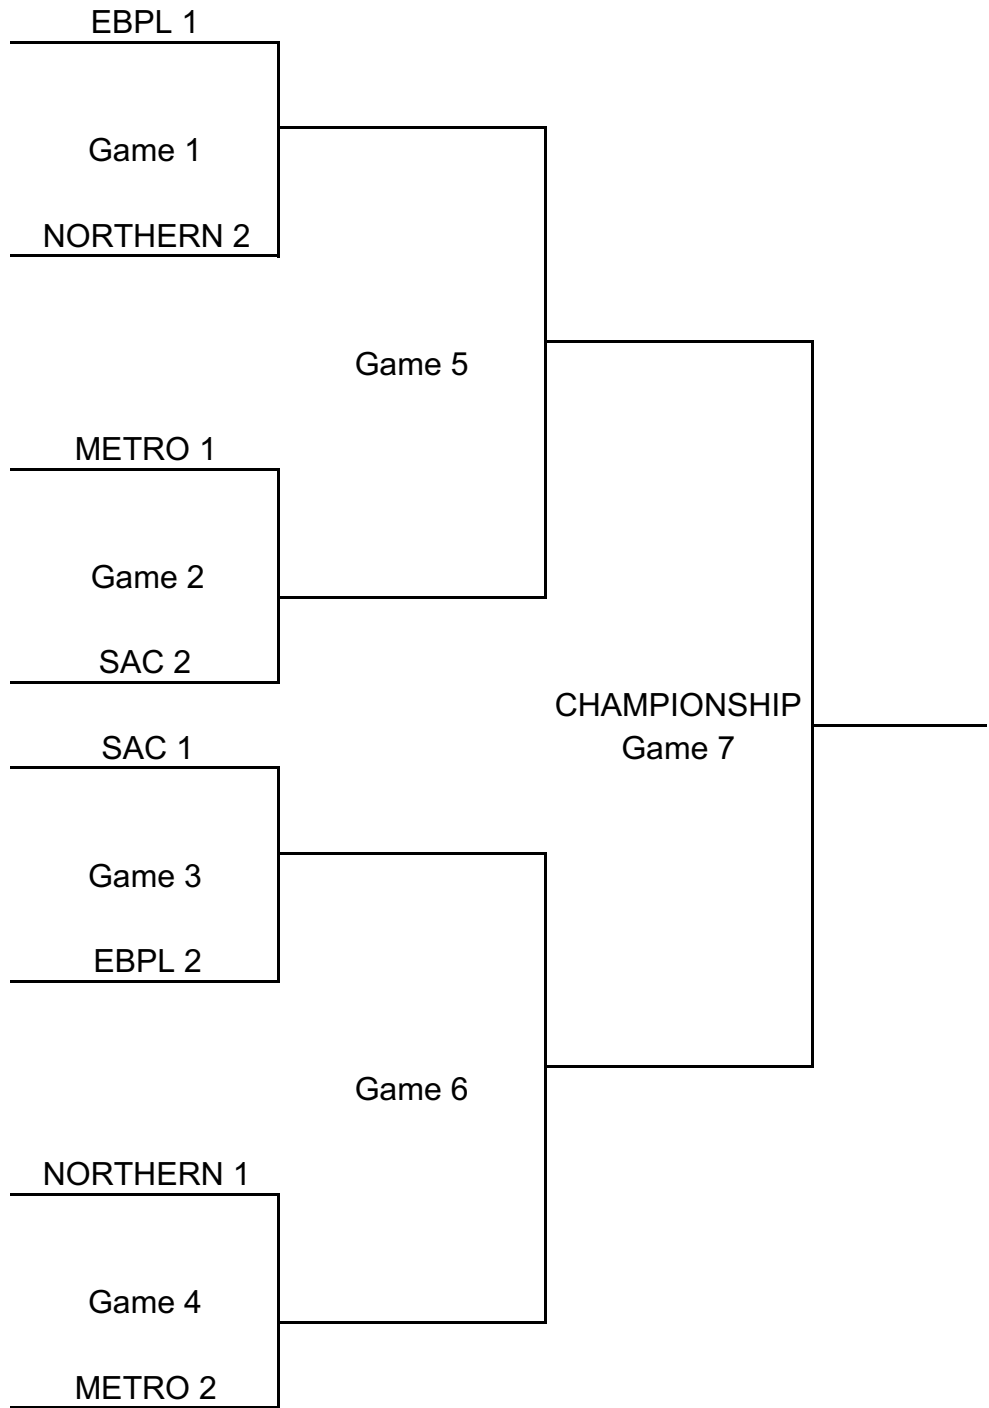 EBPL 1
Game 1
NORTHERN 2
Game 5
METRO 1
Game 2
SAC 2
CHAMPIONSHIP
Game 7
SAC 1
Game 3
EBPL 2
Game 6
NORTHERN 1
Game 4
METRO 2